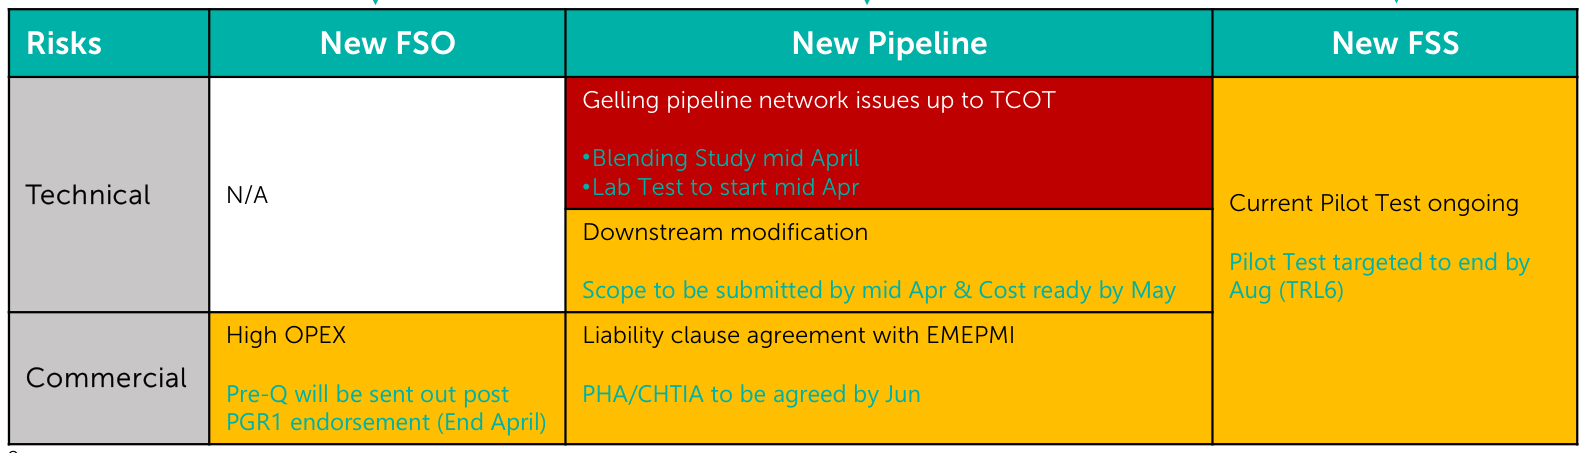 Risks
New FSO
New Pipeline
New FSS
Technical
N/A
Gelling pipeline network issues up to TCOT
•Blending Study mid April
•Lab Test to start mid Apr
Downstream modification
Scope to be submitted by mid Apr & Cost ready by May
Current Pilot Test ongoing
Pilot Test targeted to end by
Aug (TRL6)
Commercial
High OPEX
Pre-Q will be sent out post
PGR1 endorsement (End April)
Liability clause agreement with EMEPMI
PHA/CHTIA to be agreed by Jun